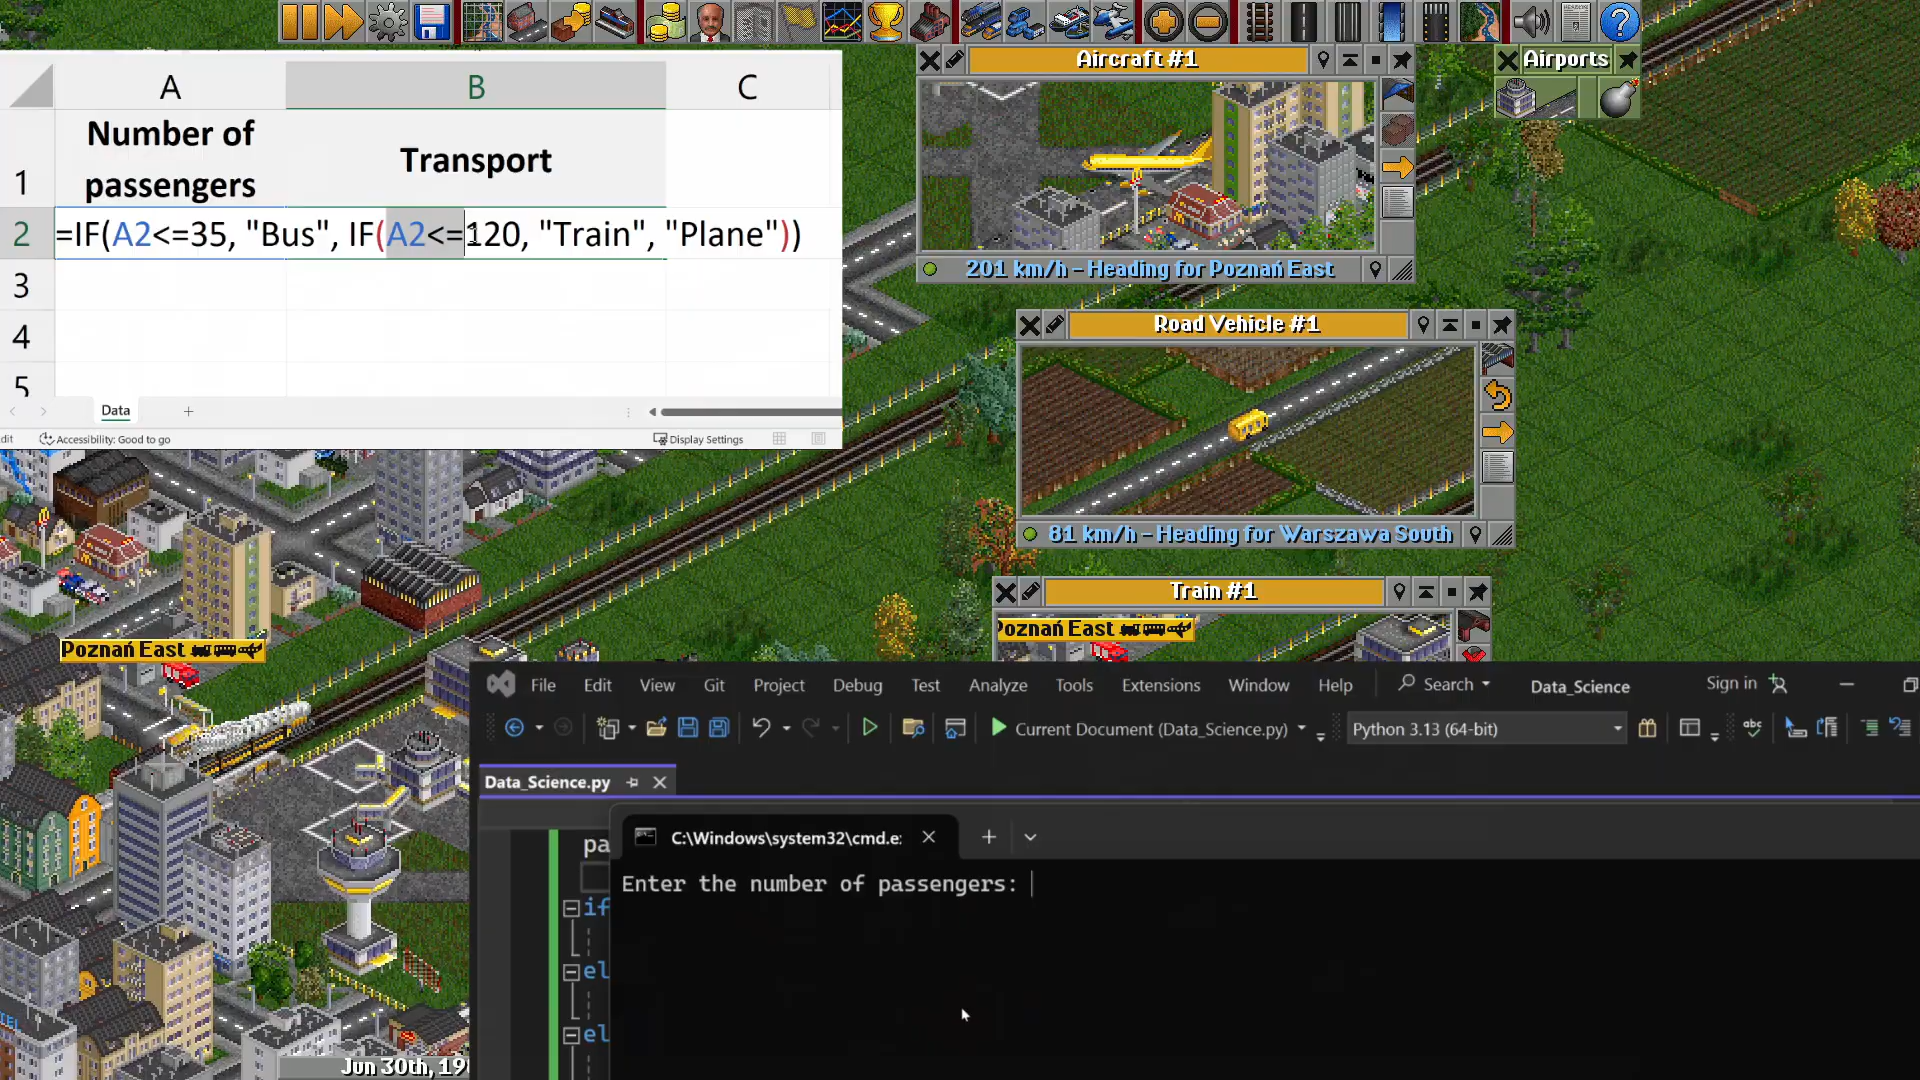 A B C
1 Number of passengers Transport
2 =IF(A2<=35, "Bus", IF(A2<=120, "Train", "Plane"))
3
4
5
Data
Accessibility: Good to go
Display Settings
Aircraft #1
201 km/h - Heading for Poznań East
Airports
Road Vehicle #1
81 km/h - Heading for Warszawa South
Train #1
Poznań East
Poznań East
Jun 30th, 19
File Edit View Git Project Debug Test Analyze Tools Extensions Window Help Search Data_Science Sign in
Current Document (Data_Science.py) Python 3.13 (64-bit)
Data_Science.py
C:\Windows\system32\cmd.e
Enter the number of passengers:
pa
if
el
el